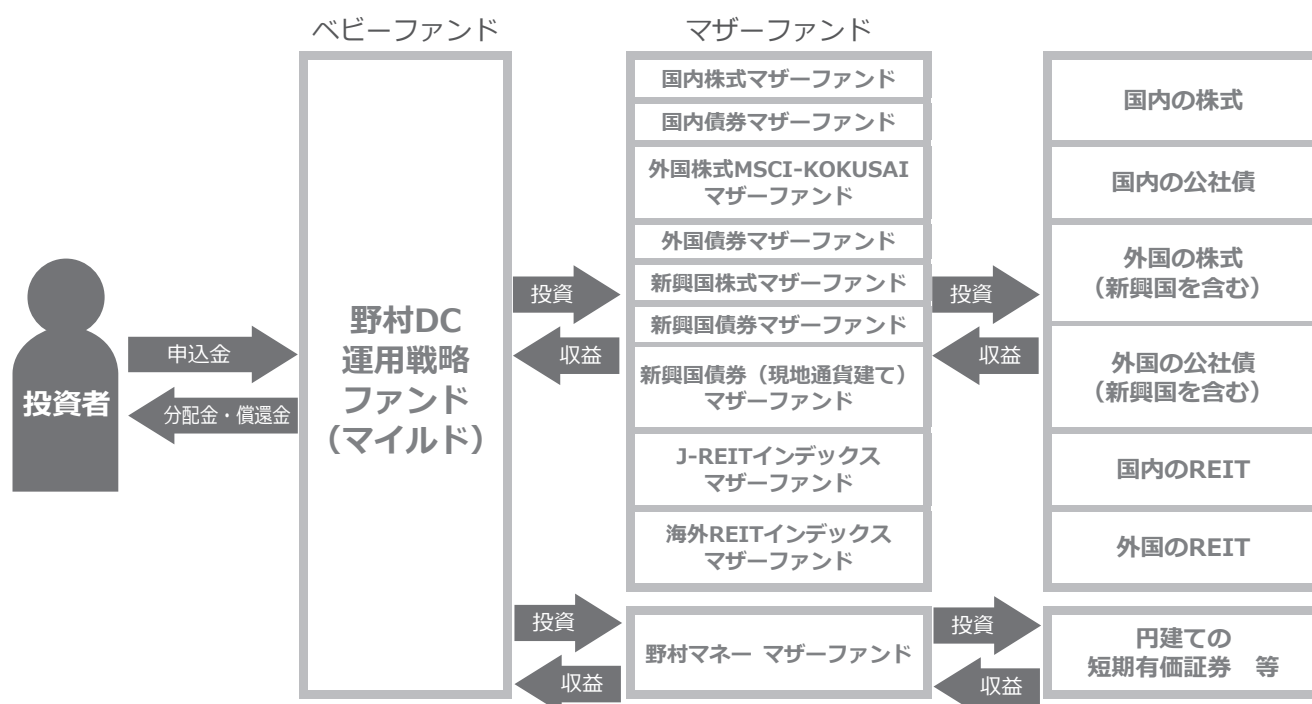 ベビーファンド
マザーファンド
投資者
申込金
分配金・償還金
野村DC
運用戦略
ファンド
（マイルド）
投資
収益
国内株式マザーファンド
国内債券マザーファンド
外国株式MSCI-KOKUSAI
マザーファンド
外国債券マザーファンド
新興国株式マザーファンド
新興国債券マザーファンド
新興国債券（現地通貨建て）
マザーファンド
J-REITインデックス
マザーファンド
海外REITインデックス
マザーファンド
投資
収益
国内の株式
国内の公社債
外国の株式
（新興国を含む）
外国の公社債
（新興国を含む）
国内のREIT
外国のREIT
投資
収益
野村マネー マザーファンド
投資
収益
円建ての
短期有価証券　等